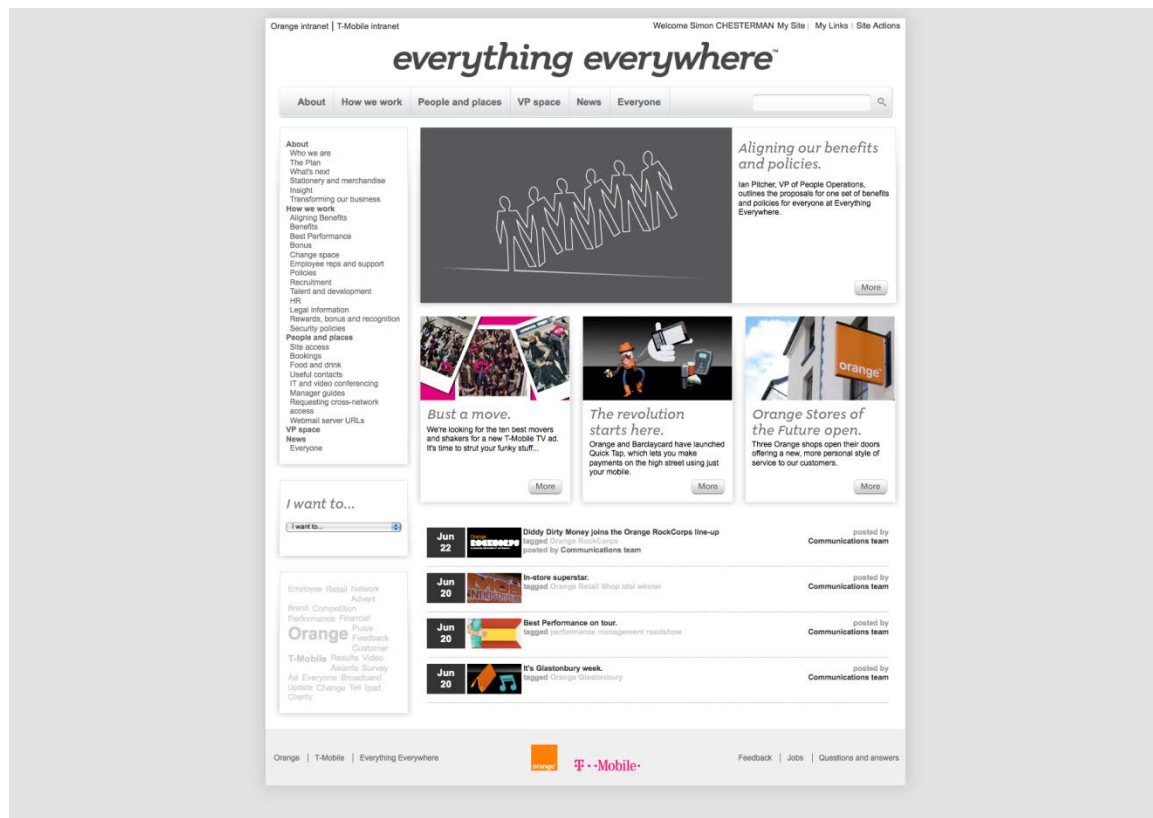 Orange intranet | T-Mobile intranet
Welcome Simon CHESTERMAN My Site | My Links | Site Actions
everything everywhere™
About How we work People and places VP space News Everyone
About
Who we are
The Plan
What's next
Stationery and merchandise
Insight
Transforming our business
How we work
Aligning Benefits
Benefits
Best Performance
Bonus
Change space
Employee reps and support
Policies
Recruitment
Talent and development
HR
Legal information
Rewards, bonus and recognition
Security policies
People and places
Site access
Bookings
Food and drink
Useful contacts
IT and video conferencing
Manager guides
Requesting cross-network
access
Webmail server URLs
VP space
News
Everyone
Aligning our benefits
and policies.
Ian Pitcher, VP of People Operations,
outlines the proposals for one set of benefits
and policies for everyone at Everything
Everywhere.
More
Bust a move.
We're looking for the ten best movers
and shakers for a new T-Mobile TV ad.
It's time to strut your funky stuff...
More
The revolution
starts here.
Orange and Barclaycard have launched
Quick Tap, which lets you make
payments on the high street using just
your mobile.
More
orange™
Orange Stores of
the Future open.
Three Orange shops open their doors
offering a new, more personal style of
service to our customers.
More
I want to...
I want to...
Employee Retail Network
Advert
Brand Competition
Performance Financial
Orange Pulse
Feedback
Customer
T-Mobile Results Video
Awards Survey
Ad Everyone Broadband
Update Change Tell Ipad
Charity
Jun
22
Orange
ROCKCORPS
Diddy Dirty Money joins the Orange RockCorps line-up
tagged Orange RockCorps
posted by Communications team
posted by
Communications team
Jun
20
In-store superstar.
tagged Orange Retail Shop Idol winner
posted by
Communications team
Jun
20
Best Performance on tour.
tagged performance management roadshow
posted by
Communications team
Jun
20
It's Glastonbury week.
tagged Orange Glastonbury
posted by
Communications team
Orange | T-Mobile | Everything Everywhere
orange™
T··Mobile·
Feedback | Jobs | Questions and answers